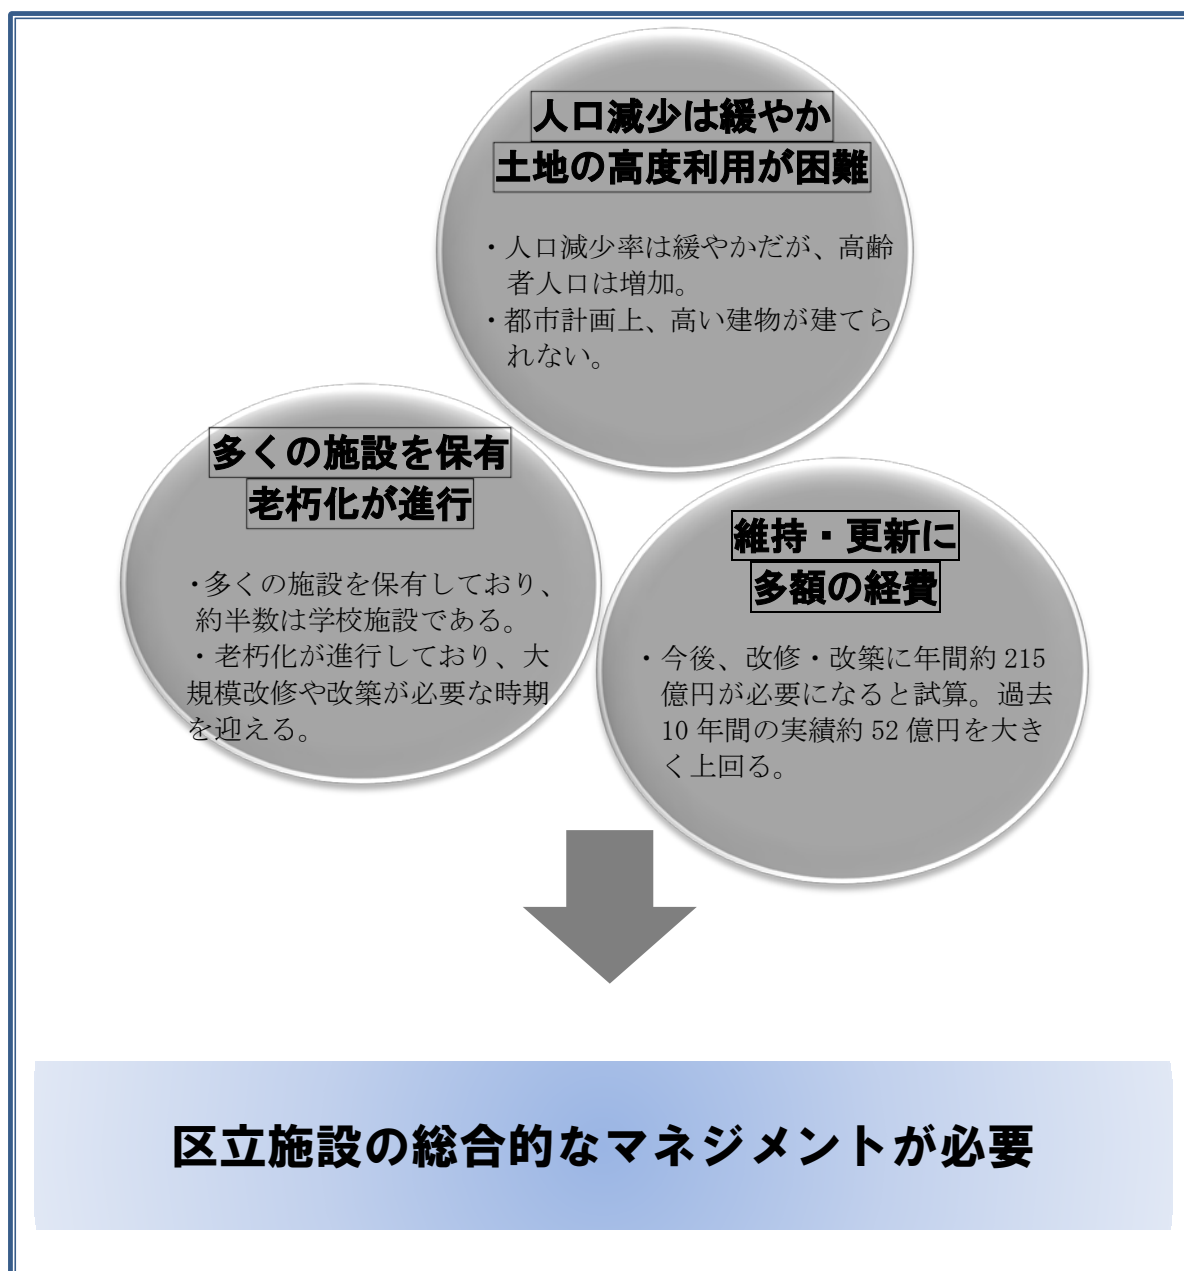 人口減少は緩やか
土地の高度利用が困難
・人口減少率は緩やかだが、高齢
者人口は増加。
・都市計画上、高い建物が建てら
れない。
多くの施設を保有
老朽化が進行
・多くの施設を保有しており、
約半数は学校施設である。
・老朽化が進行しており、大
規模改修や改築が必要な時期
を迎える。
維持・更新に
多額の経費
・今後、改修・改築に年間約 215
億円が必要になると試算。過去
10 年間の実績約 52 億円を大き
く上回る。
区立施設の総合的なマネジメントが必要